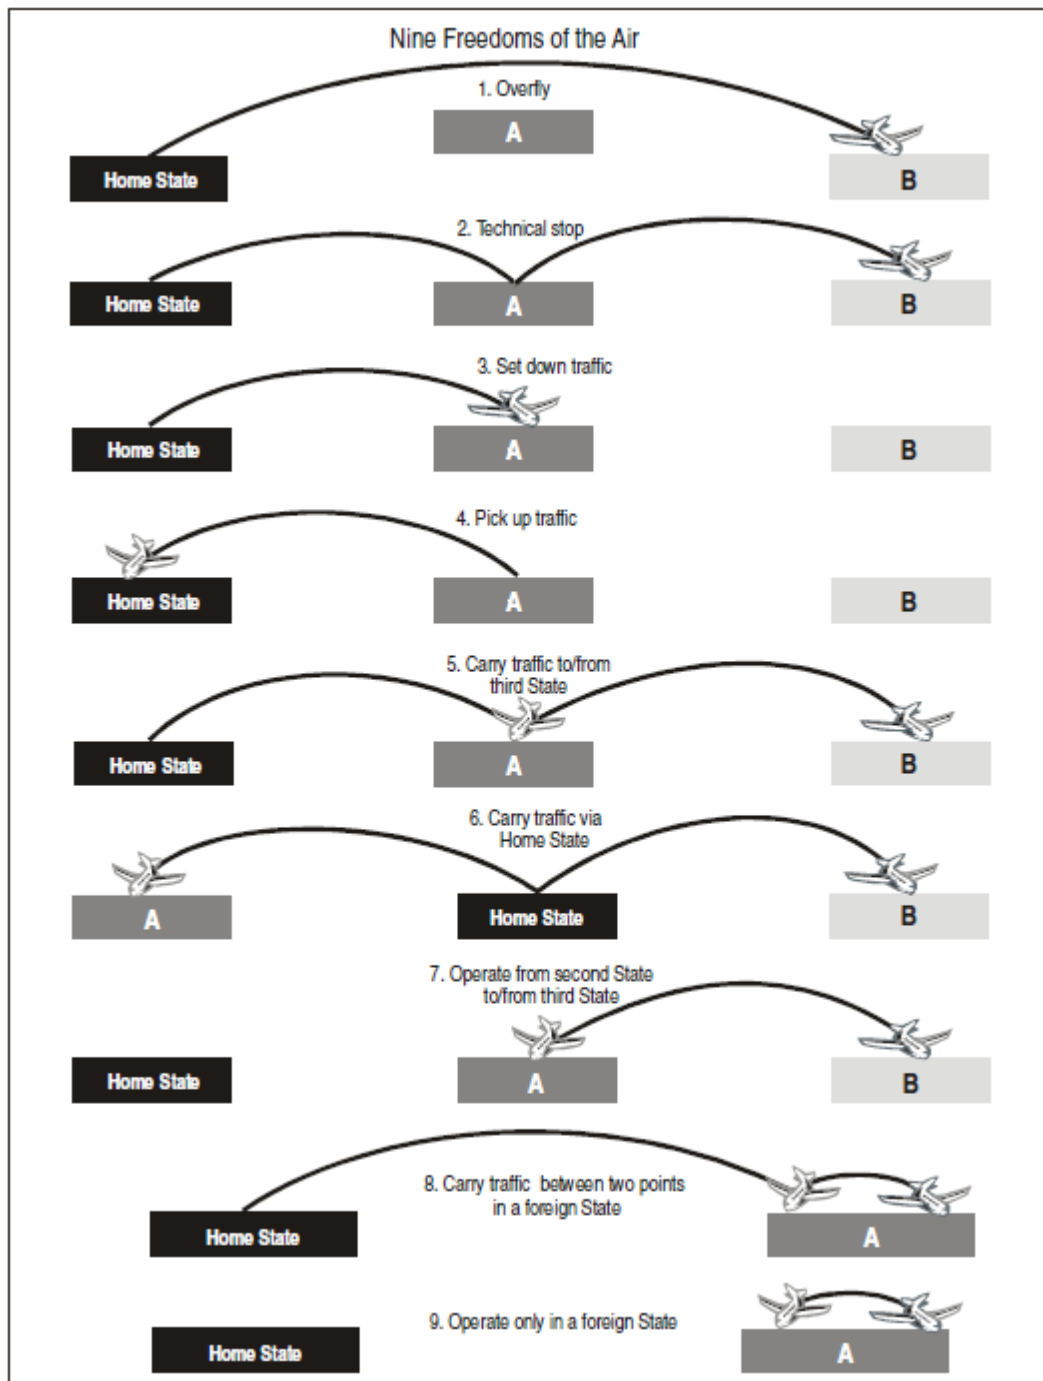 Nine Freedoms of the Air
1. Overfly
A
Home State
B
2. Technical stop
Home State
A
B
3. Set down traffic
Home State
A
B
4. Pick up traffic
Home State
A
B
5. Carry traffic to/from
third State
Home State
A
B
6. Carry traffic via
Home State
A
Home State
B
7. Operate from second State
to/from third State
Home State
A
B
8. Carry traffic between two points
in a foreign State
Home State
A
9. Operate only in a foreign State
Home State
A